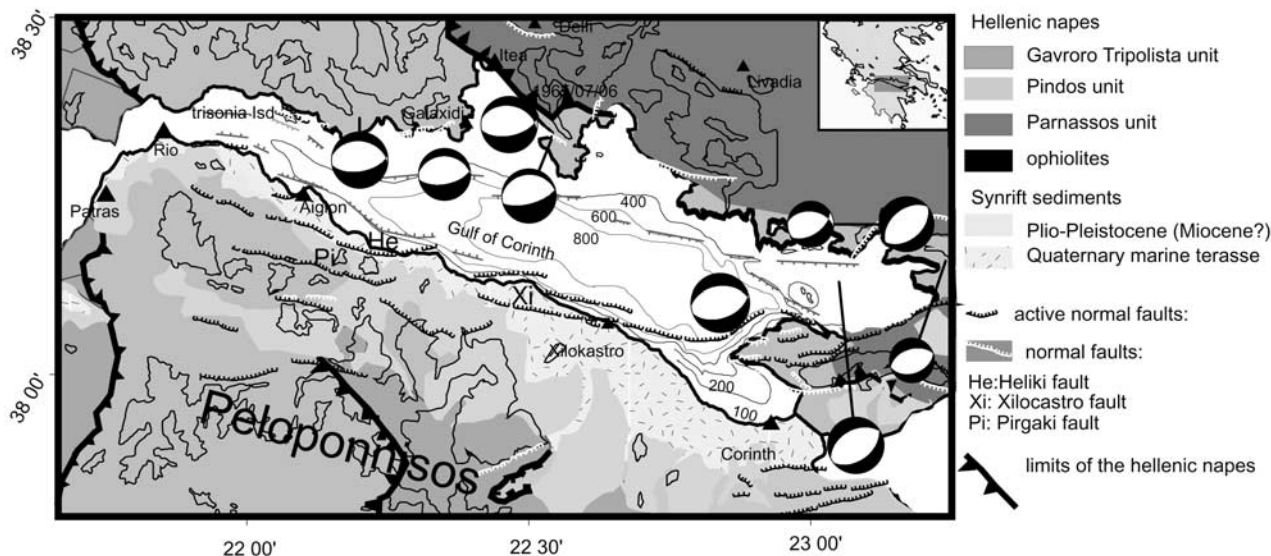 38 30'
38 00'
22 00'
22 30'
23 00'
Delfi
Itea
Livadia
1965/07/06
trisonia Isd
Galaxidi
Rio
Patras
Aigion
400
600
800
Gulf of Corinth
He
Pi
Xi
Xilokastro
200
100
Peloponnisos
Corinth
Hellenic napes
Gavroro Tripolista unit
Pindos unit
Parnassos unit
ophiolites
Synrift sediments
Plio-Pleistocene (Miocene?)
Quaternary marine terasse
active normal faults:
normal faults:
He:Heliki fault
Xi: Xilocastro fault
Pi: Pirgaki fault
limits of the hellenic napes